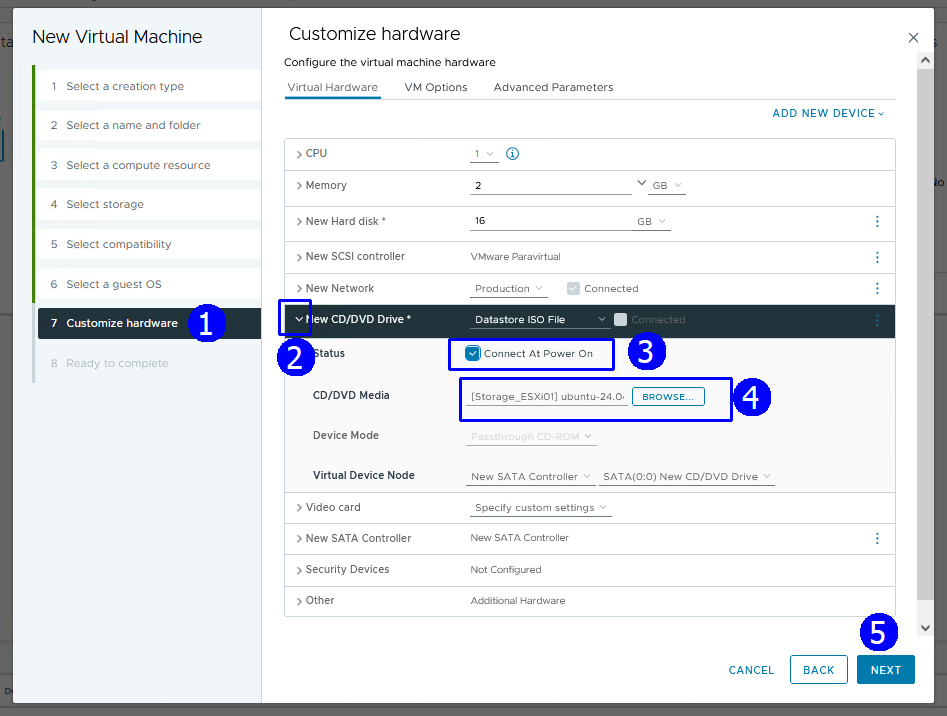 New Virtual Machine
1 Select a creation type
2 Select a name and folder
3 Select a compute resource
4 Select storage
5 Select compatibility
6 Select a guest OS
7 Customize hardware
1
8 Ready to complete
Customize hardware
Configure the virtual machine hardware
Virtual Hardware VM Options Advanced Parameters
ADD NEW DEVICE
CPU 1
Memory 2 GB
New Hard disk * 16 GB
New SCSI controller VMware Paravirtual
New Network Production Connected
New CD/DVD Drive * Datastore ISO File Connected
2 Status Connect At Power On 3
CD/DVD Media [Storage_ESXi01] ubuntu-24.0 BROWSE... 4
Device Mode Passthrough CD-ROM
Virtual Device Node New SATA Controller SATA(0:0) New CD/DVD Drive
Video card Specify custom settings
New SATA Controller New SATA Controller
Security Devices Not Configured
Other Additional Hardware
5
CANCEL BACK NEXT